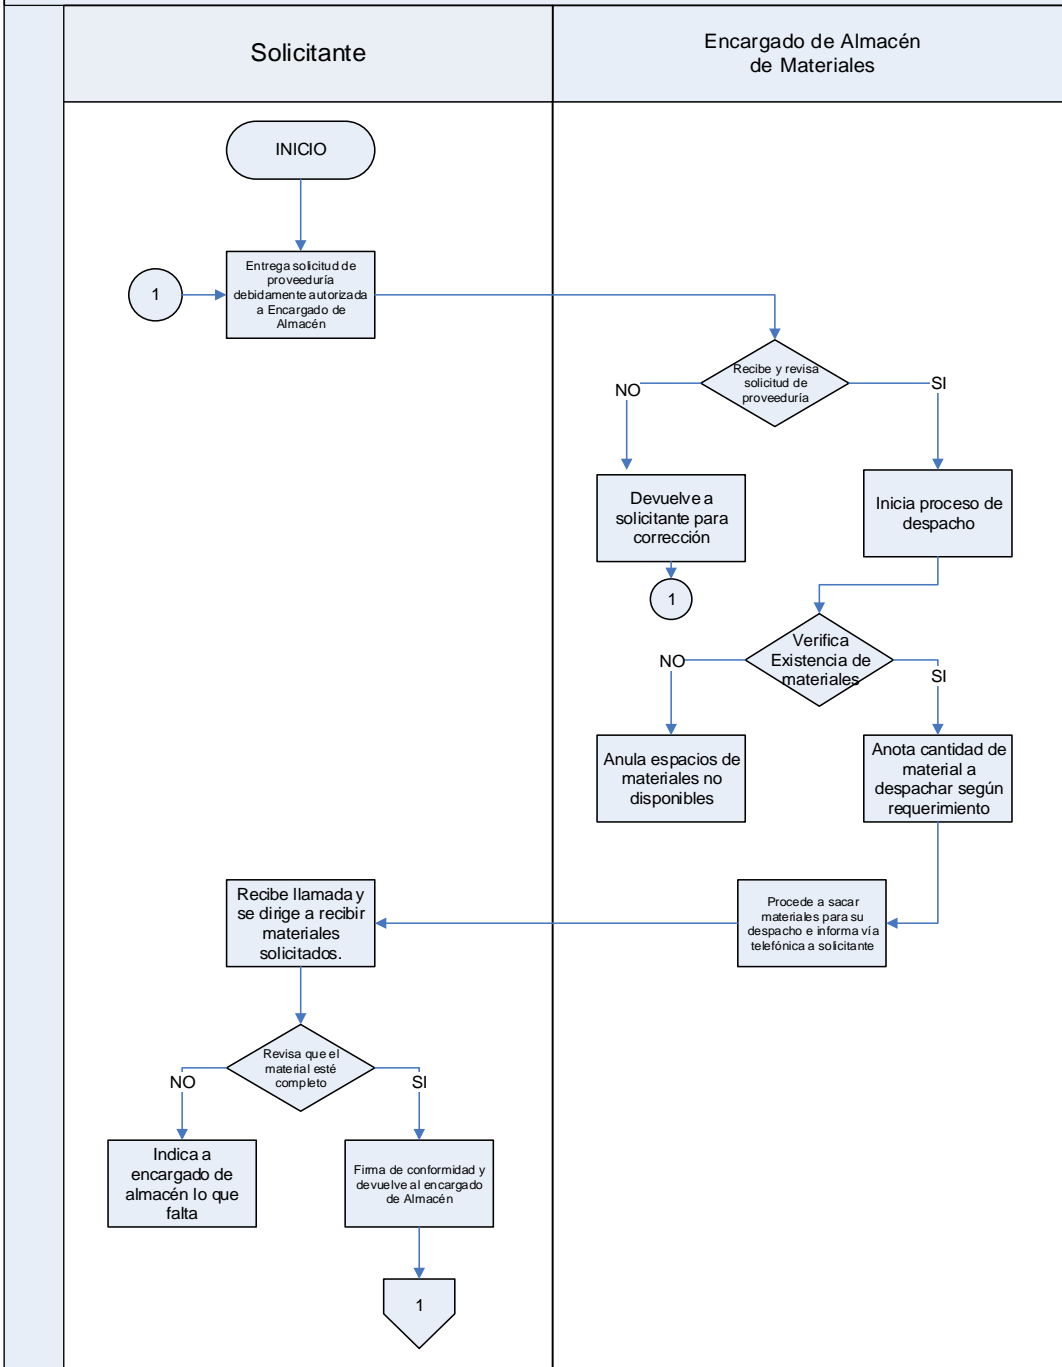 Solicitante
Encargado de Almacén
de Materiales
INICIO
1
Entrega solicitud de
proveeduría
debidamente autorizada
a Encargado de
Almacén
Recibe y revisa
solicitud de
proveeduría
NO
SI
Devuelve a
solicitante para
corrección
Inicia proceso de
despacho
1
Verifica
Existencia de
materiales
NO
SI
Anula espacios de
materiales no
disponibles
Anota cantidad de
material a
despachar según
requerimiento
Procede a sacar
materiales para su
despacho e informa vía
telefónica a solicitante
Recibe llamada y
se dirige a recibir
materiales
solicitados.
Revisa que el
material esté
completo
NO
SI
Indica a
encargado de
almacén lo que
falta
Firma de conformidad y
devuelve al encargado
de Almacén
1